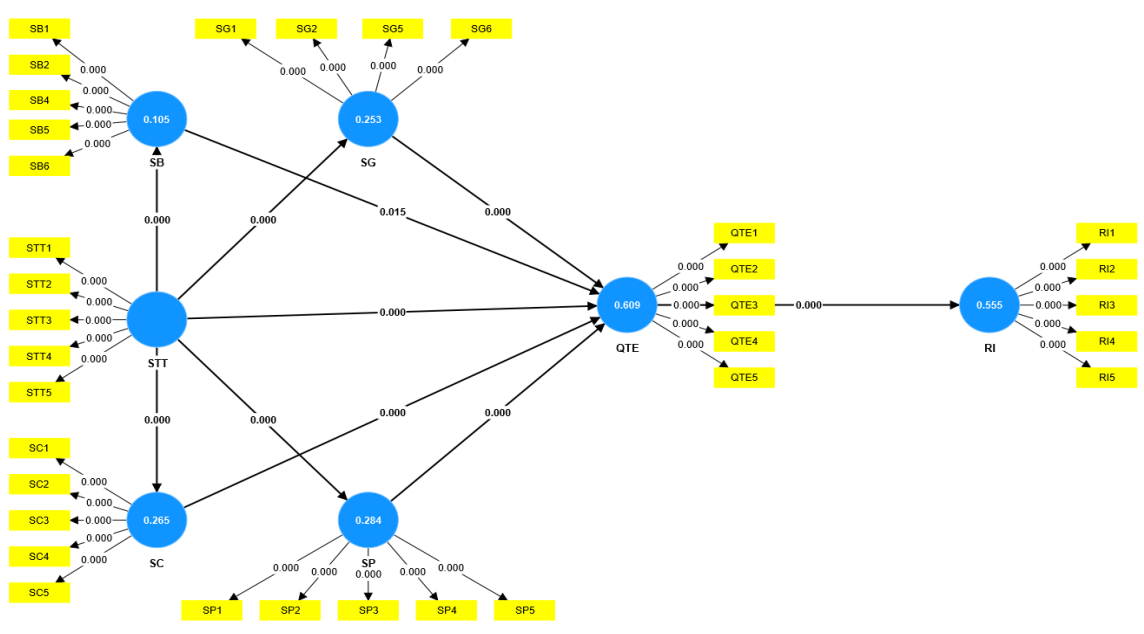 SB1
SG1
SG2
SG5
SG6
SB2
0.000
0.000
0.000
0.000
0.000
SB4
0.000
0.000
SB5
0.000
0.105
0.253
SB6
0.000
SB
SG
0.000
0.000
0.015
0.000
STT1
STT2
0.000
STT3
0.000
0.000
STT4
0.000
STT5
0.000
STT
0.000
QTE1
QTE2
0.000
QTE3
0.000
0.000
QTE4
0.000
QTE5
0.000
0.609
QTE
0.000
0.555
RI
RI1
RI2
0.000
RI3
0.000
0.000
RI4
0.000
RI5
0.000
0.000
0.000
0.000
0.000
SC1
SC2
0.000
SC3
0.000
0.000
SC4
0.000
SC5
0.000
0.265
SC
0.284
SP
0.000
0.000
0.000
0.000
0.000
SP1
SP2
SP3
SP4
SP5